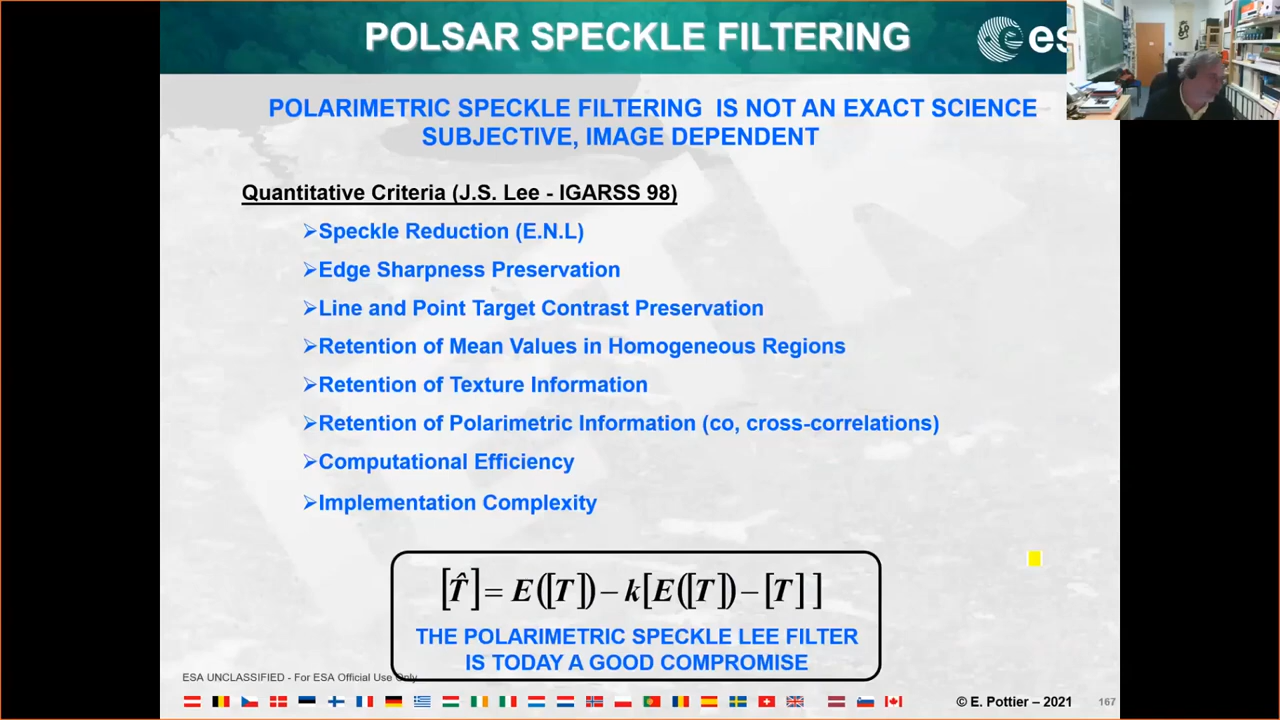 POLSAR SPECKLE FILTERING
es
POLARIMETRIC SPECKLE FILTERING IS NOT AN EXACT SCIENCE
SUBJECTIVE, IMAGE DEPENDENT
Quantitative Criteria (J.S. Lee - IGARSS 98)
➢Speckle Reduction (E.N.L)
➢Edge Sharpness Preservation
➢Line and Point Target Contrast Preservation
➢Retention of Mean Values in Homogeneous Regions
➢Retention of Texture Information
➢Retention of Polarimetric Information (co, cross-correlations)
➢Computational Efficiency
➢Implementation Complexity
[T̂] = E([T]) − k[E([T]) − [T]]
THE POLARIMETRIC SPECKLE LEE FILTER
IS TODAY A GOOD COMPROMISE
ESA UNCLASSIFIED - For ESA Official Use Only
© E. Pottier – 2021 167